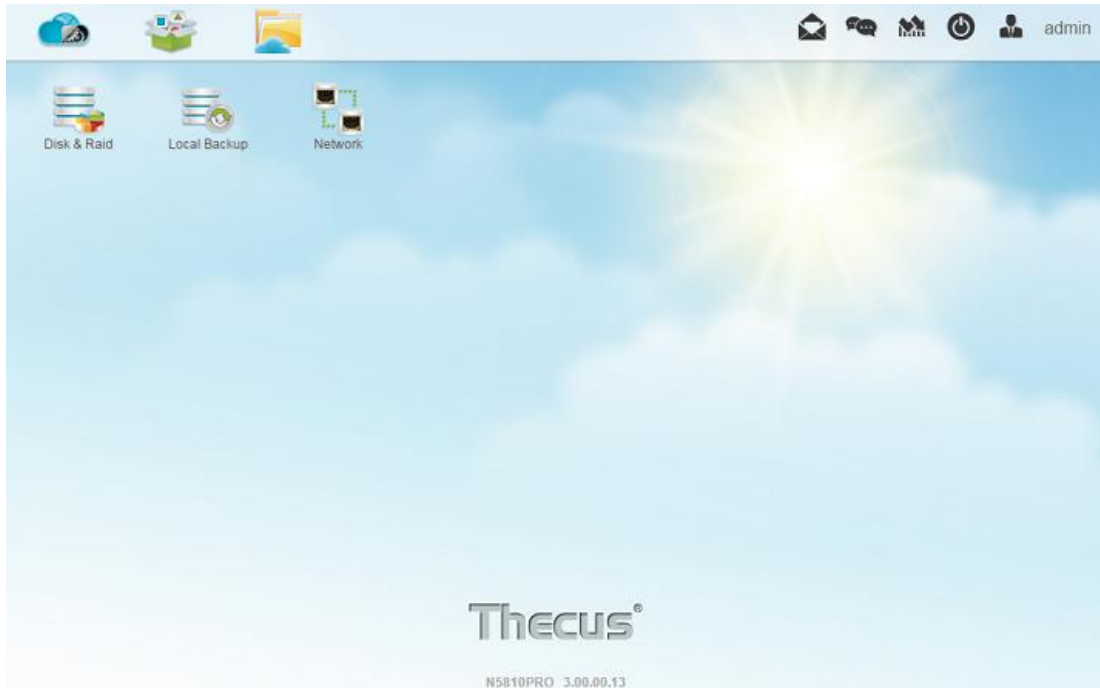 admin
Disk & Raid
Local Backup
Network
Thecus®
N5810PRO 3.00.00.13